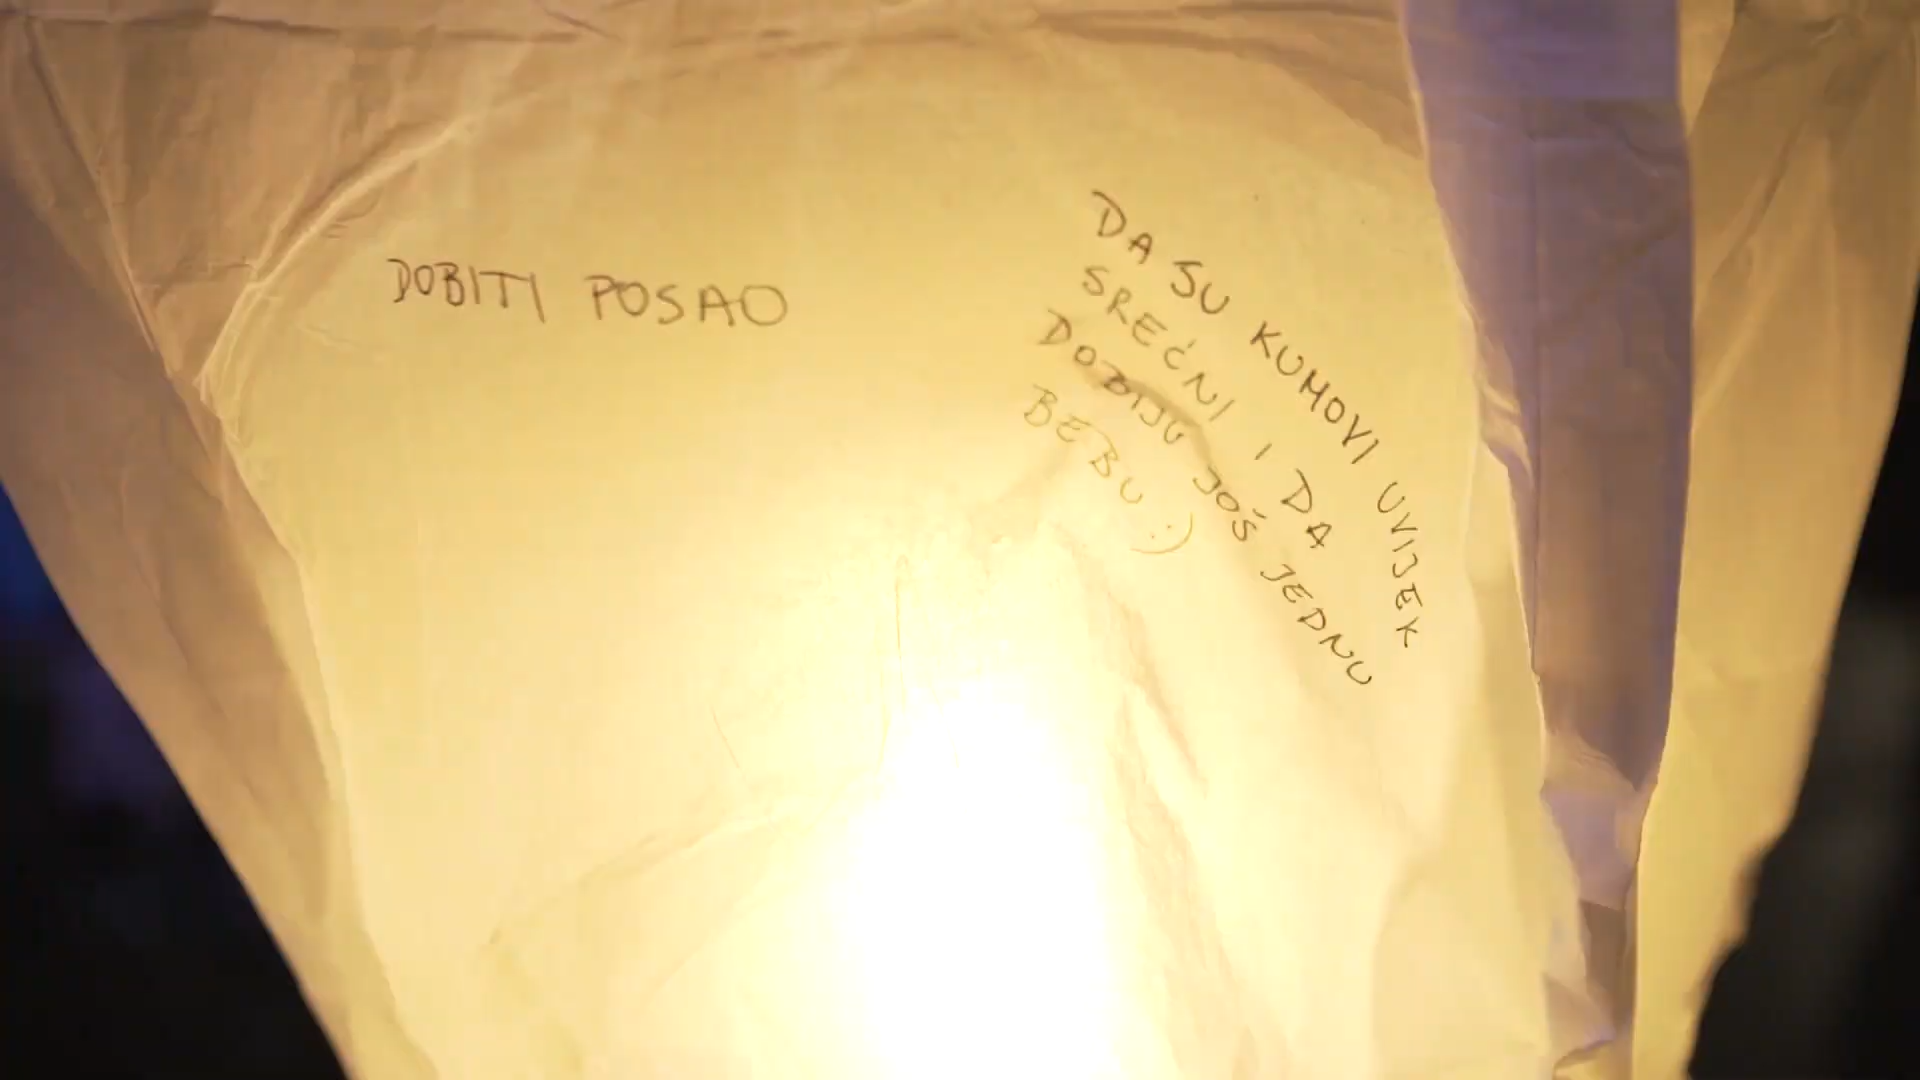 DOBITI POSAO
DA SU KUMOVI UVIJEK
SREĆNI I DA
DOBIJU JOŠ JEDNU
BEBU :)